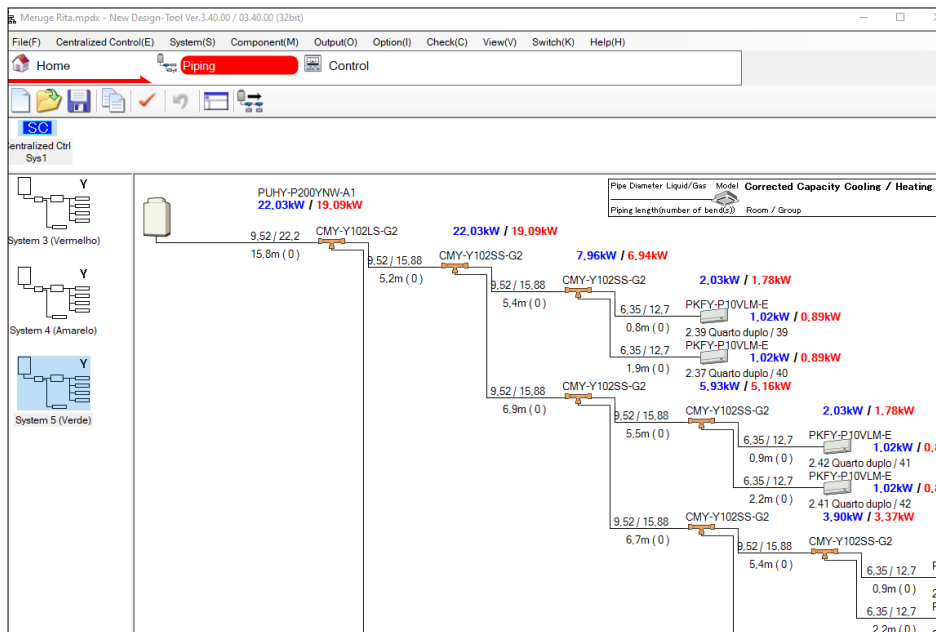 Meruge Rita.mpdx - New Design-Tool Ver.3.40.00 / 03.40.00 (32bit)
File(F) Centralized Control(E) System(S) Component(M) Output(O) Option(I) Check(C) View(V) Switch(K) Help(H)
Home Piping Control
SC
entralized Ctrl
Sys1
Y
System 3 (Vermelho)
Y
System 4 (Amarelo)
Y
System 5 (Verde)
Pipe Diameter Liquid/Gas Model Corrected Capacity Cooling / Heating
Piping length(number of bend(s)) Room / Group
PUHY-P200YNW-A1
22,03kW / 19,09kW
9,52 / 22,2 CMY-Y102LS-G2 22,03kW / 19,09kW
15,8m ( 0 )
9,52 / 15,88 CMY-Y102SS-G2 7,96kW / 6,94kW
5,2m ( 0 )
9,52 / 15,88 CMY-Y102SS-G2 2,03kW / 1,78kW
5,4m ( 0 )
6,35 / 12,7 PKFY-P10VLM-E
1,02kW / 0,89kW
0,8m ( 0 ) 2.39 Quarto duplo / 39
6,35 / 12,7 PKFY-P10VLM-E
1,02kW / 0,89kW
1,9m ( 0 ) 2.37 Quarto duplo / 40
9,52 / 15,88 CMY-Y102SS-G2 5,93kW / 5,16kW
6,9m ( 0 )
9,52 / 15,88 CMY-Y102SS-G2 2,03kW / 1,78kW
5,5m ( 0 )
6,35 / 12,7 PKFY-P10VLM-E
1,02kW / 0,8
0,9m ( 0 ) 2.42 Quarto duplo / 41
6,35 / 12,7 PKFY-P10VLM-E
1,02kW / 0,8
2,2m ( 0 ) 2.41 Quarto duplo / 42
9,52 / 15,88 CMY-Y102SS-G2 3,90kW / 3,37kW
6,7m ( 0 )
9,52 / 15,88 CMY-Y102SS-G2
5,4m ( 0 )
6,35 / 12,7
0,9m ( 0 )
6,35 / 12,7
2,2m ( 0 )